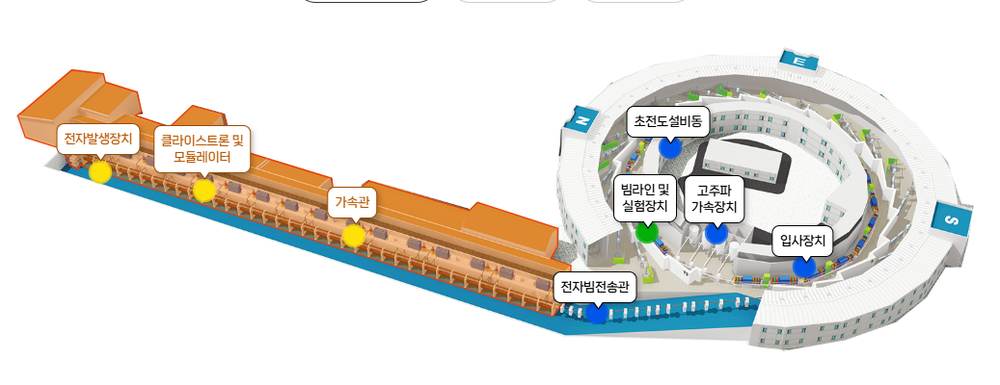 E
N
초전도설비동
전자발생장치
클라이스트론 및
모듈레이터
빔라인 및
실험장치
고주파
가속장치
가속관
S
입사장치
전자빔전송관